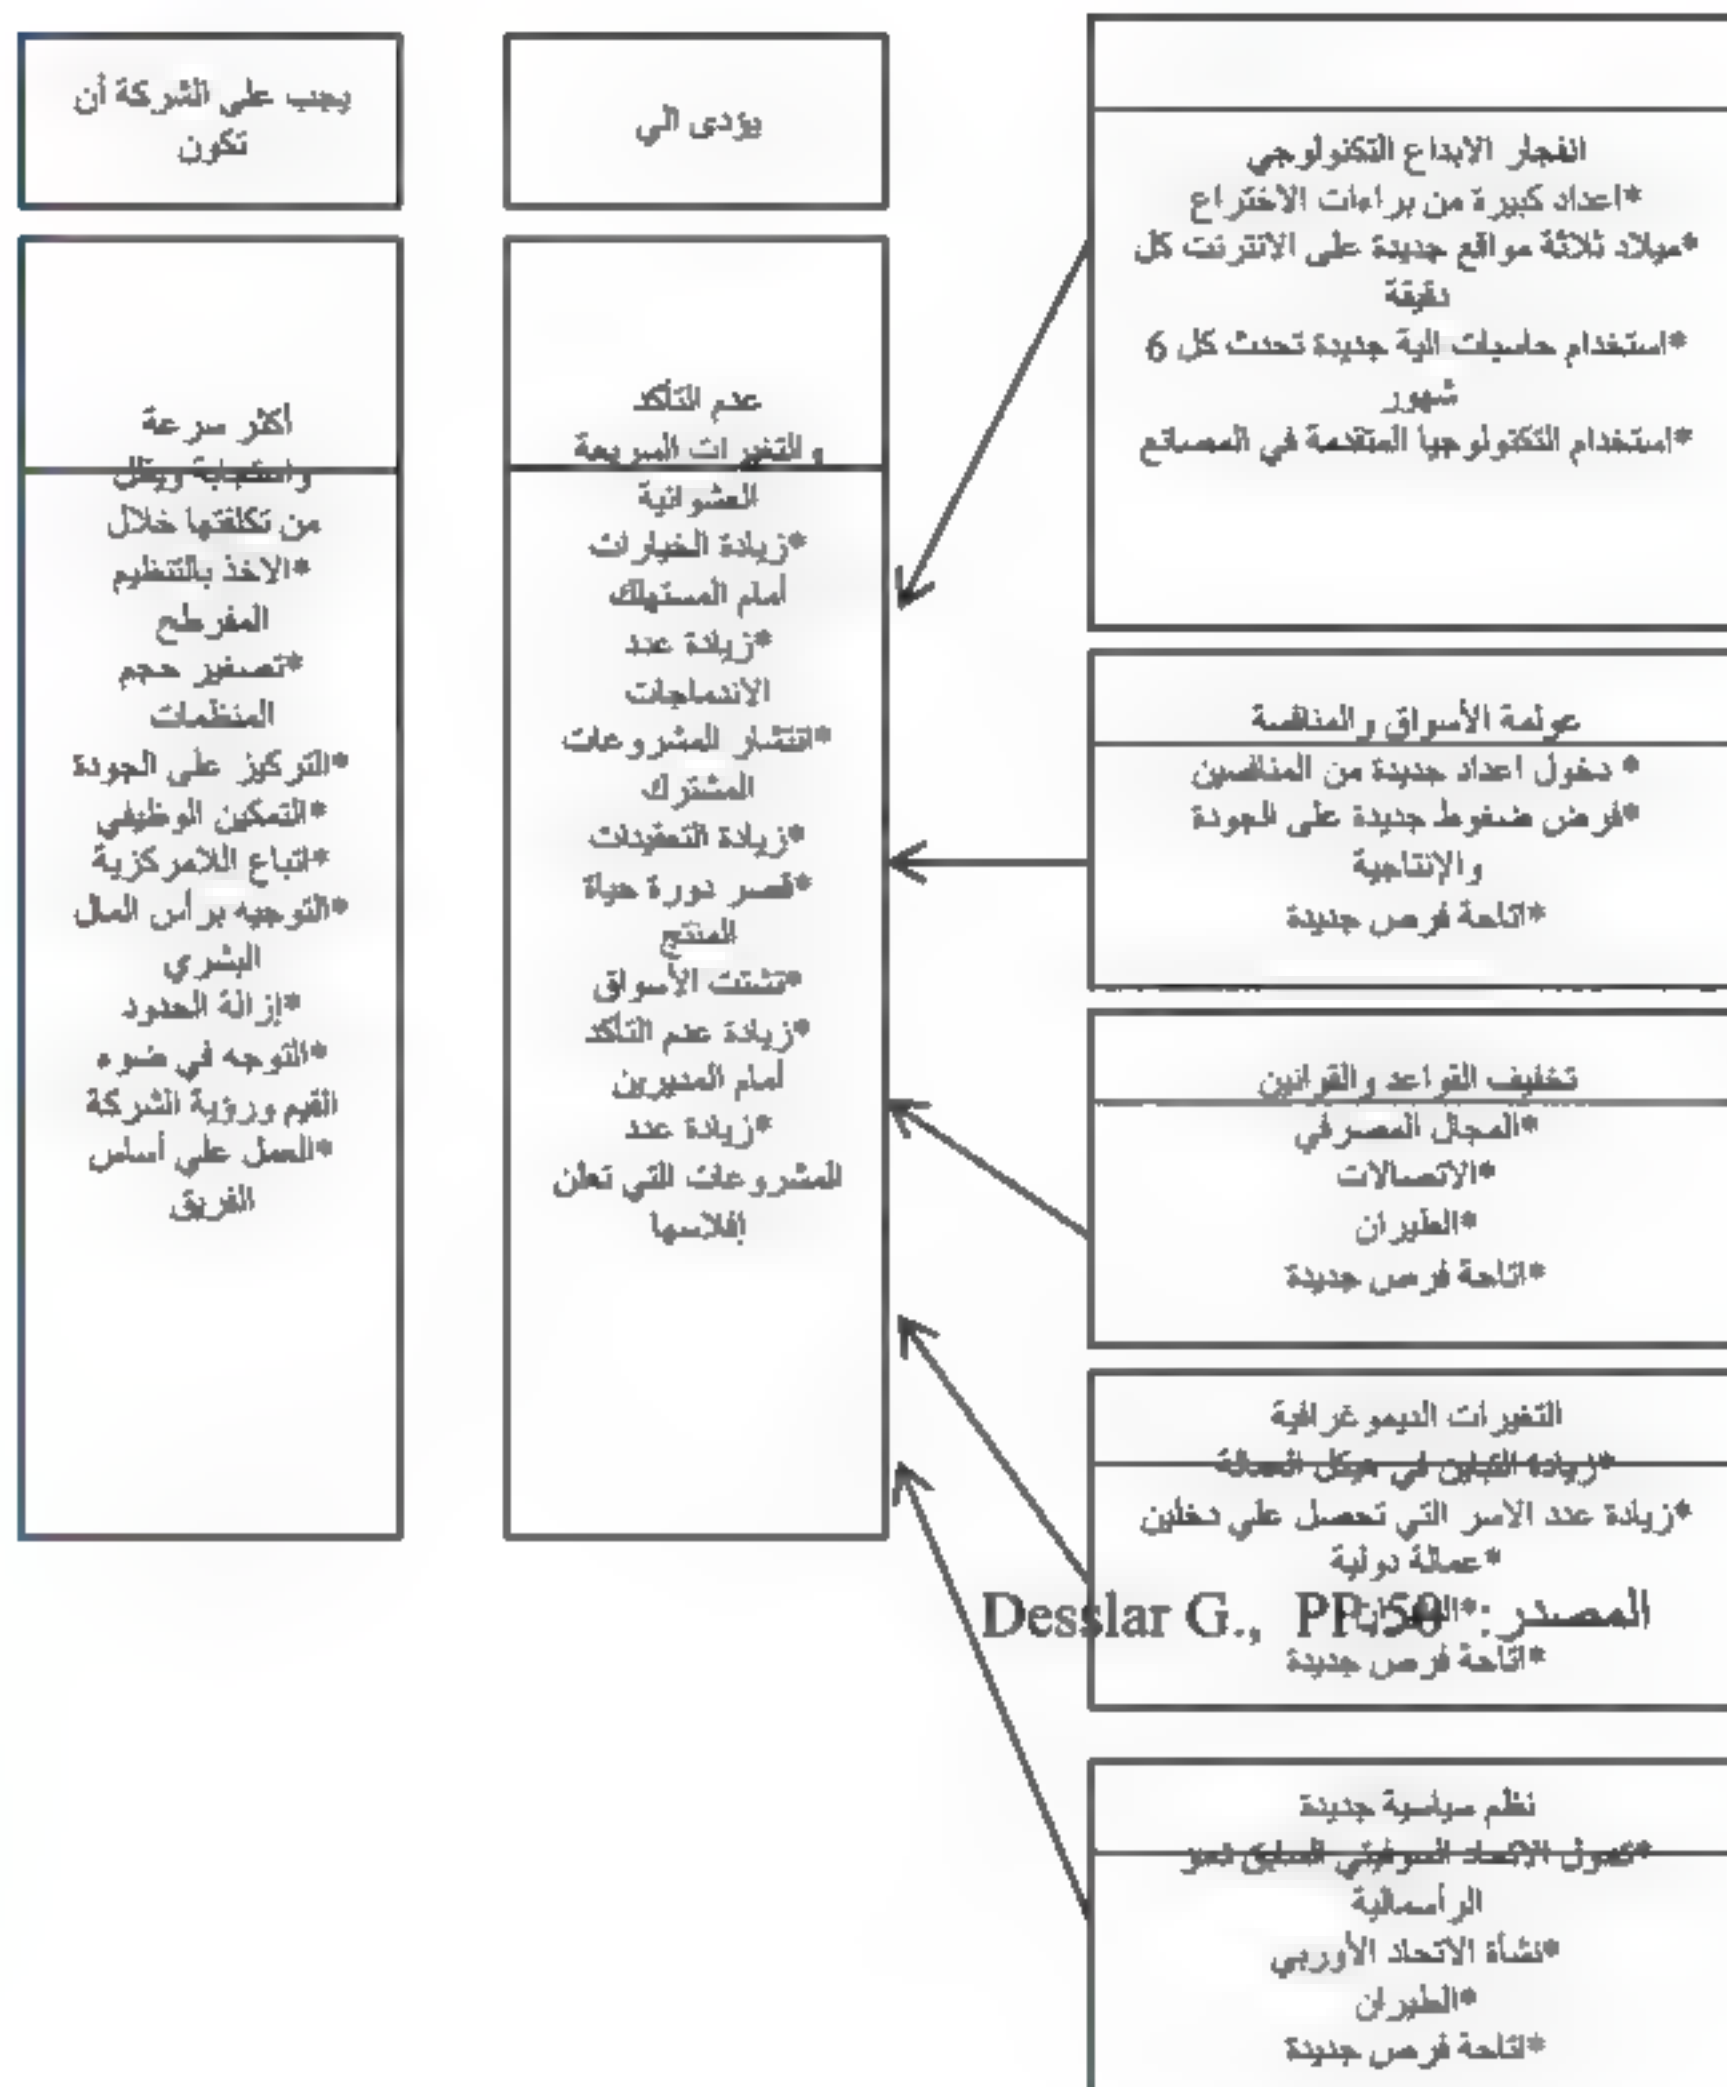 انفجار الابداع التكنولوجي
*اعداد كبيرة من براءات الاختراع
*ميلاد ثلاثة مواقع جديدة على الانترنت كل
دقيقة
*استخدام حاسبات الية جديدة تحدث كل 6
شهور
*استخدام التكنولوجيا المتقدمة في المصانع
عولمة الأسواق والمنافسة
* دخول اعداد جديدة من المنافسين
*فرض ضغوط جديدة على الجودة
والإنتاجية
*اتاحة فرص جديدة
تخفيف القواعد والقوانين
*المجال المصرفي
*الاتصالات
*الطيران
*اتاحة فرص جديدة
التغيرات الديموغرافية
*زيادة التباين في هيكل العمالة
*زيادة عدد الاسر التي تحصل علي دخلين
*عمالة دولية
المصدر: Desslar G., PP.50
*اتاحة فرص جديدة
نظم سياسية جديدة
*تحول الاتحاد السوفيتي السابق نحو
الرأسمالية
*نشأة الاتحاد الأوربي
*الطيران
*اتاحة فرص جديدة
يؤدى الي
عدم التأكد
والتغيرات السريعة
العشوائية
*زيادة الخيارات
أمام المستهلك
*زيادة عدد
الاندماجات
*انتشار المشروعات
المشترك
*زيادة التعقيدات
*قصر دورة حياة
المنتج
*تشتت الأسواق
*زيادة عدم التأكد
أمام المديرين
*زيادة عدد
المشروعات التي تعلن
إفلاسها
يجب علي الشركة أن
تكون
أكثر سرعة
واستجابة ويقلل
من تكلفتها خلال
*الاخذ بالتنظيم
المفرطح
*تصغير حجم
المنظمات
*التركيز على الجودة
*التمكين الوظيفي
*اتباع اللامركزية
*التوجيه برأس المال
البشري
*إزالة الحدود
*التوجه في ضوء
القيم ورؤية الشركة
*العمل علي أساس
الفريق